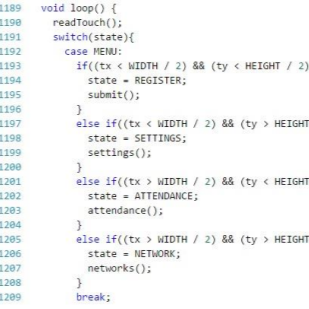 1189 void loop() {
1190 readTouch();
1191 switch(state){
1192 case MENU:
1193 if((tx < WIDTH / 2) && (ty < HEIGHT / 2)
1194 state = REGISTER;
1195 submit();
1196 }
1197 else if((tx < WIDTH / 2) && (ty > HEIGHT
1198 state = SETTINGS;
1199 settings();
1200 }
1201 else if((tx > WIDTH / 2) && (ty < HEIGHT
1202 state = ATTENDANCE;
1203 attendance();
1204 }
1205 else if((tx > WIDTH / 2) && (ty > HEIGHT
1206 state = NETWORK;
1207 networks();
1208 }
1209 break;